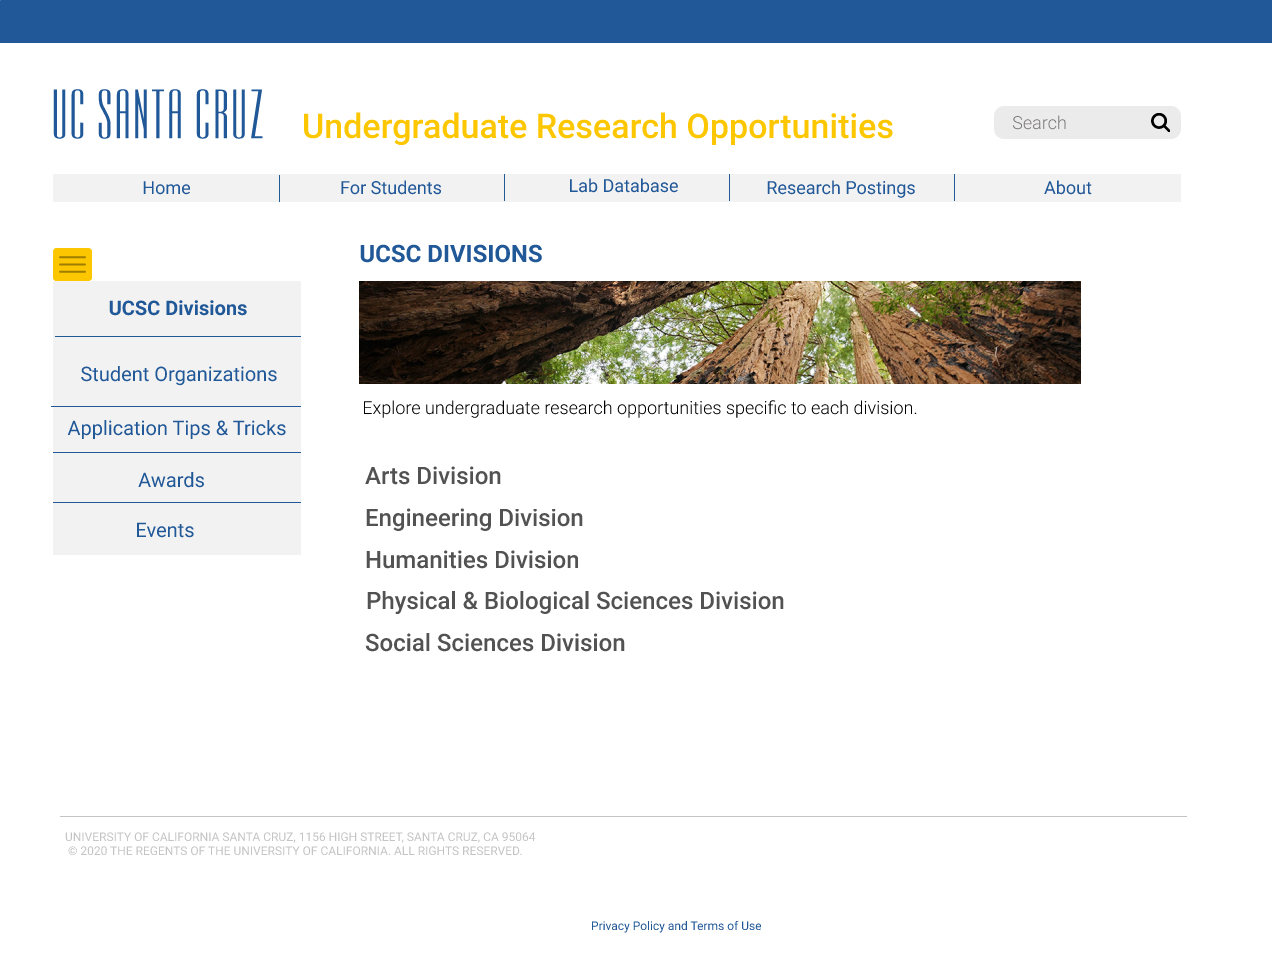 UC SANTA CRUZ
Undergraduate Research Opportunities
Search
Home
For Students
Lab Database
Research Postings
About
UCSC DIVISIONS
UCSC Divisions
Student Organizations
Application Tips & Tricks
Awards
Events
Explore undergraduate research opportunities specific to each division.
Arts Division
Engineering Division
Humanities Division
Physical & Biological Sciences Division
Social Sciences Division
UNIVERSITY OF CALIFORNIA SANTA CRUZ, 1156 HIGH STREET, SANTA CRUZ, CA 95064
© 2020 THE REGENTS OF THE UNIVERSITY OF CALIFORNIA. ALL RIGHTS RESERVED.
Privacy Policy and Terms of Use